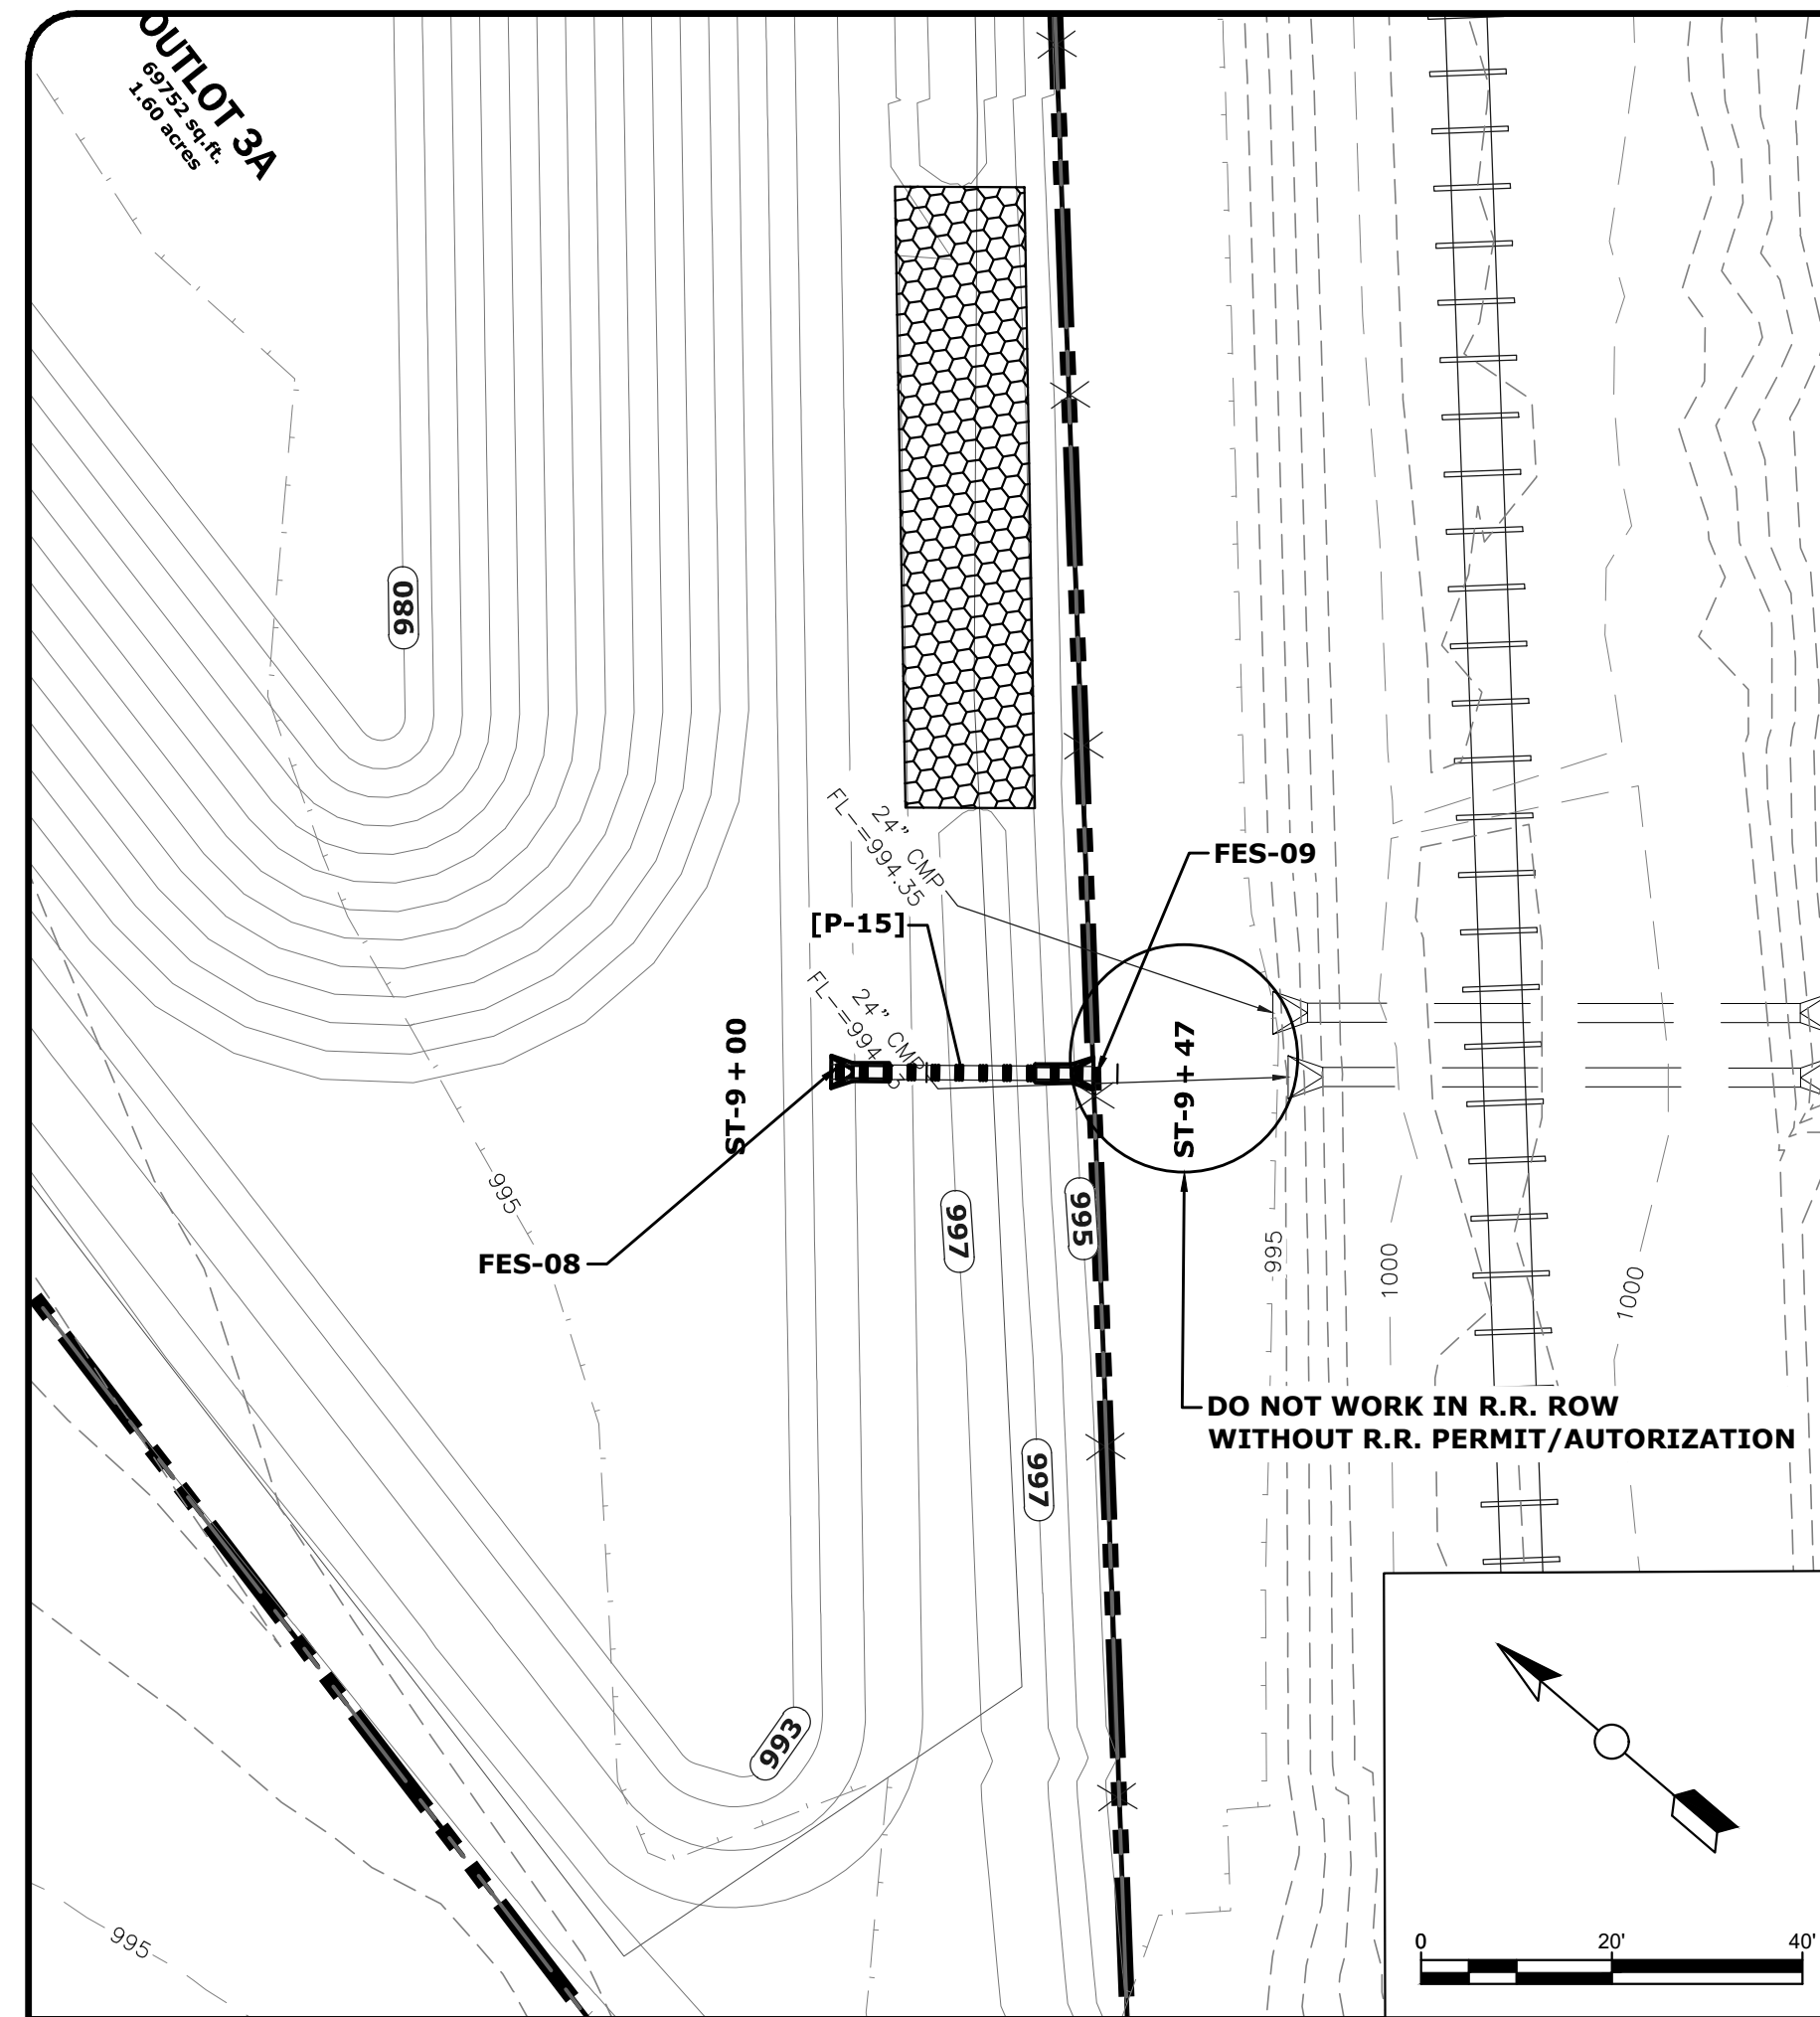 OUTLOT 3A
69752 sq.ft.
1.60 acres
980
24" CMP
FL-=994.35
FES-09
[P-15]
24" CMP
ST-9+00
ST-9+47
995
997
995
995
1000
1000
FES-08
DO NOT WORK IN R.R. ROW
WITHOUT R.R. PERMIT/AUTORIZATION
997
993
995
0 20' 40'